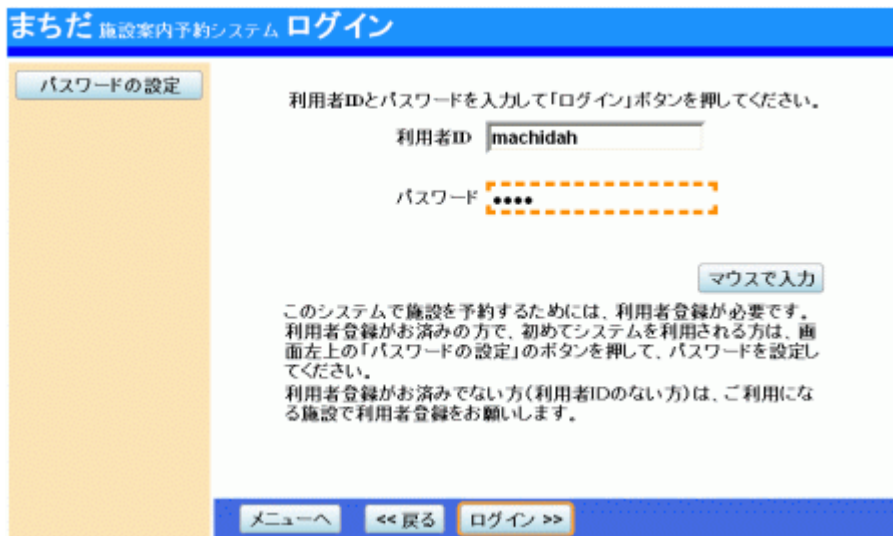 まちだ 施設案内予約システム ログイン
パスワードの設定
利用者IDとパスワードを入力して「ログイン」ボタンを押してください。
利用者ID machidah
パスワード ••••
マウスで入力
このシステムで施設を予約するためには、利用者登録が必要です。
利用者登録がお済みの方で、初めてシステムを利用される方は、画
面左上の「パスワードの設定」のボタンを押して、パスワードを設定し
てください。
利用者登録がお済みでない方(利用者IDのない方)は、ご利用にな
る施設で利用者登録をお願いします。
メニューへ << 戻る ログイン >>